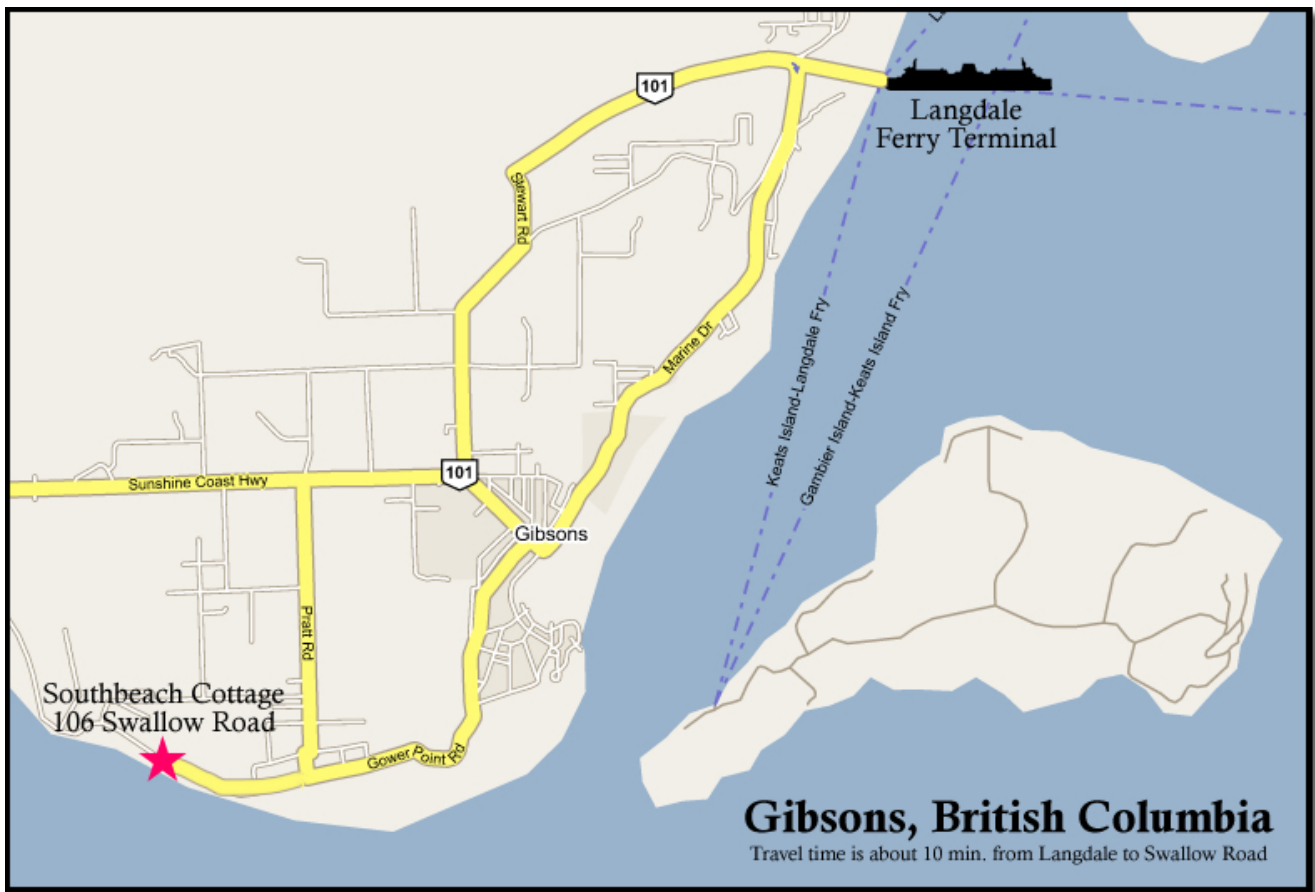 101
Langdale
Ferry Terminal
Stewart Rd
Keats Island-Langdale Fry
Gambier Island-Keats Island Fry
Marine Dr
101
Sunshine Coast Hwy
Gibsons
Pratt Rd
Southbeach Cottage
106 Swallow Road
Gower Point Rd
Gibsons, British Columbia
Travel time is about 10 min. from Langdale to Swallow Road